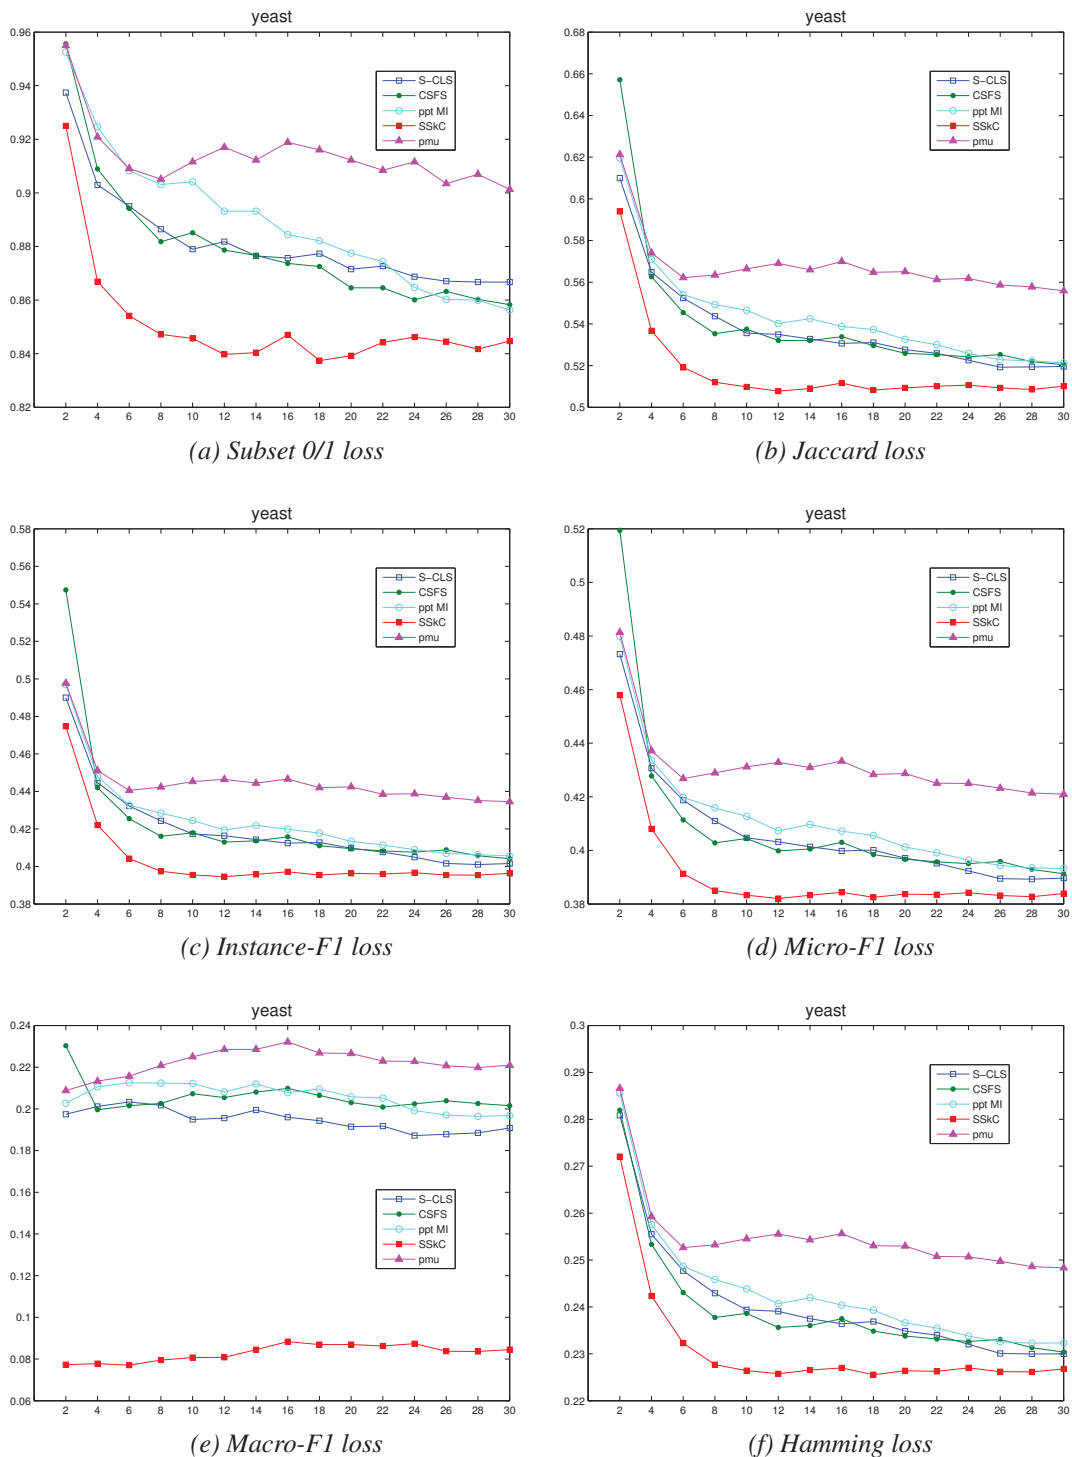 yeast
0.96
0.94
0.92
0.9
0.88
0.86
0.84
0.82
2 4 6 8 10 12 14 16 18 20 22 24 26 28 30
S−CLS
CSFS
ppt MI
SSkC
pmu
(a) Subset 0/1 loss
yeast
0.68
0.66
0.64
0.62
0.6
0.58
0.56
0.54
0.52
0.5
2 4 6 8 10 12 14 16 18 20 22 24 26 28 30
S−CLS
CSFS
ppt MI
SSkC
pmu
(b) Jaccard loss
yeast
0.58
0.56
0.54
0.52
0.5
0.48
0.46
0.44
0.42
0.4
0.38
2 4 6 8 10 12 14 16 18 20 22 24 26 28 30
S−CLS
CSFS
ppt MI
SSkC
pmu
(c) Instance-F1 loss
yeast
0.52
0.5
0.48
0.46
0.44
0.42
0.4
0.38
2 4 6 8 10 12 14 16 18 20 22 24 26 28 30
S−CLS
CSFS
ppt MI
SSkC
pmu
(d) Micro-F1 loss
yeast
0.24
0.22
0.2
0.18
0.16
0.14
0.12
0.1
0.08
0.06
2 4 6 8 10 12 14 16 18 20 22 24 26 28 30
S−CLS
CSFS
ppt MI
SSkC
pmu
(e) Macro-F1 loss
yeast
0.3
0.29
0.28
0.27
0.26
0.25
0.24
0.23
0.22
2 4 6 8 10 12 14 16 18 20 22 24 26 28 30
S−CLS
CSFS
ppt MI
SSkC
pmu
(f) Hamming loss